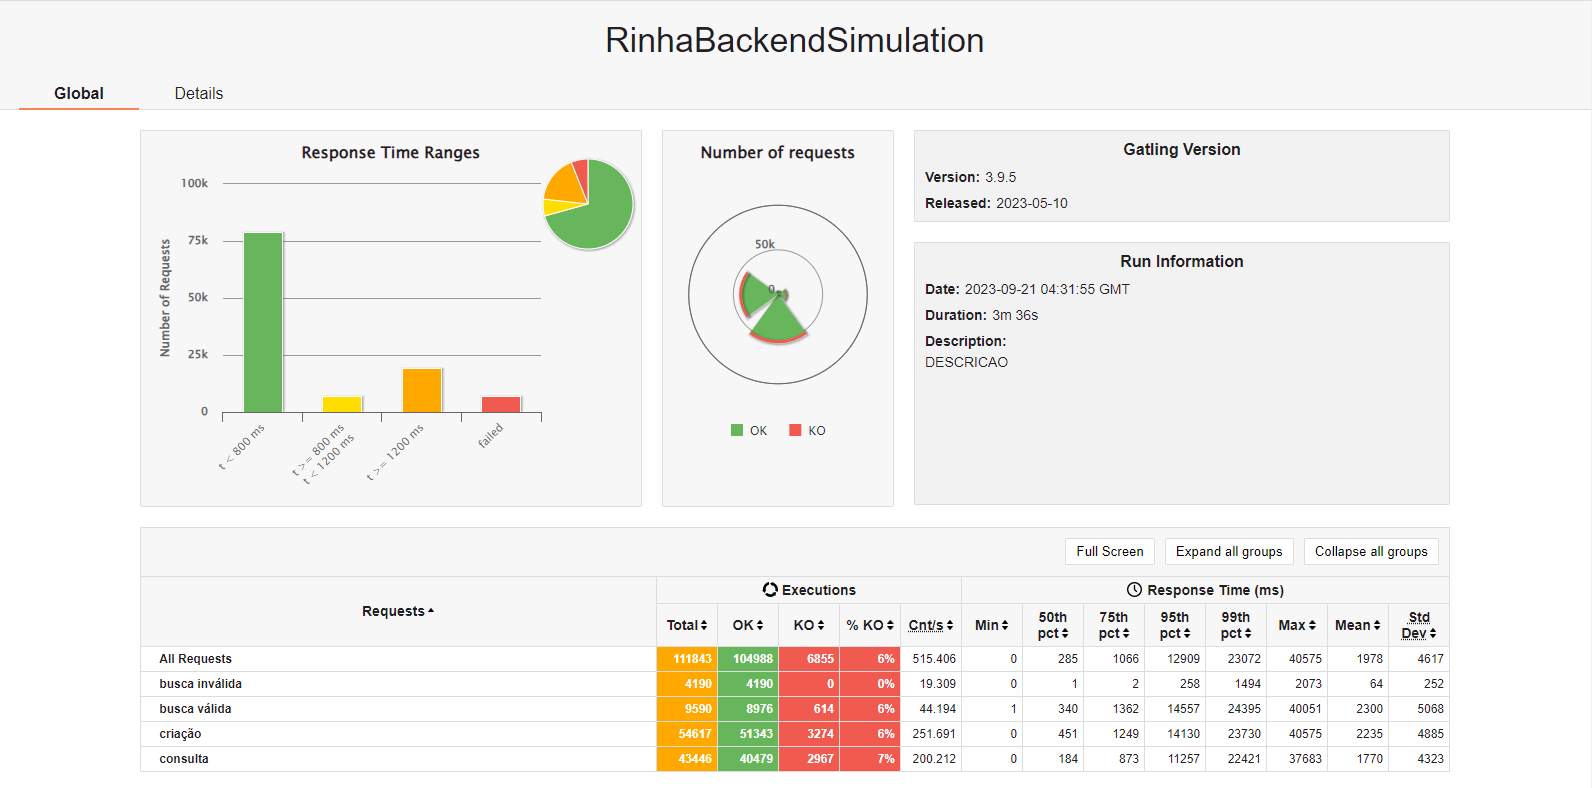 RinhaBackendSimulation
Global Details
Response Time Ranges
100k
75k
50k
25k
0
Number of Requests
t < 800 ms
t >= 800 ms
t < 1200 ms
t >= 1200 ms
failed
Number of requests
50k
0
OK KO
Gatling Version
Version: 3.9.5
Released: 2023-05-10
Run Information
Date: 2023-09-21 04:31:55 GMT
Duration: 3m 36s
Description:
DESCRICAO
Full Screen Expand all groups Collapse all groups
Requests Executions Response Time (ms)
Total OK KO % KO Cnt/s Min 50th pct 75th pct 95th pct 99th pct Max Mean Std Dev
All Requests 111843 104988 6855 6% 515.406 0 285 1066 12909 23072 40575 1978 4617
busca inválida 4190 4190 0 0% 19.309 0 1 2 258 1494 2073 64 252
busca válida 9590 8976 614 6% 44.194 1 340 1362 14557 24395 40051 2300 5068
criação 54617 51343 3274 6% 251.691 0 451 1249 14130 23730 40575 2235 4885
consulta 43446 40479 2967 7% 200.212 0 184 873 11257 22421 37683 1770 4323